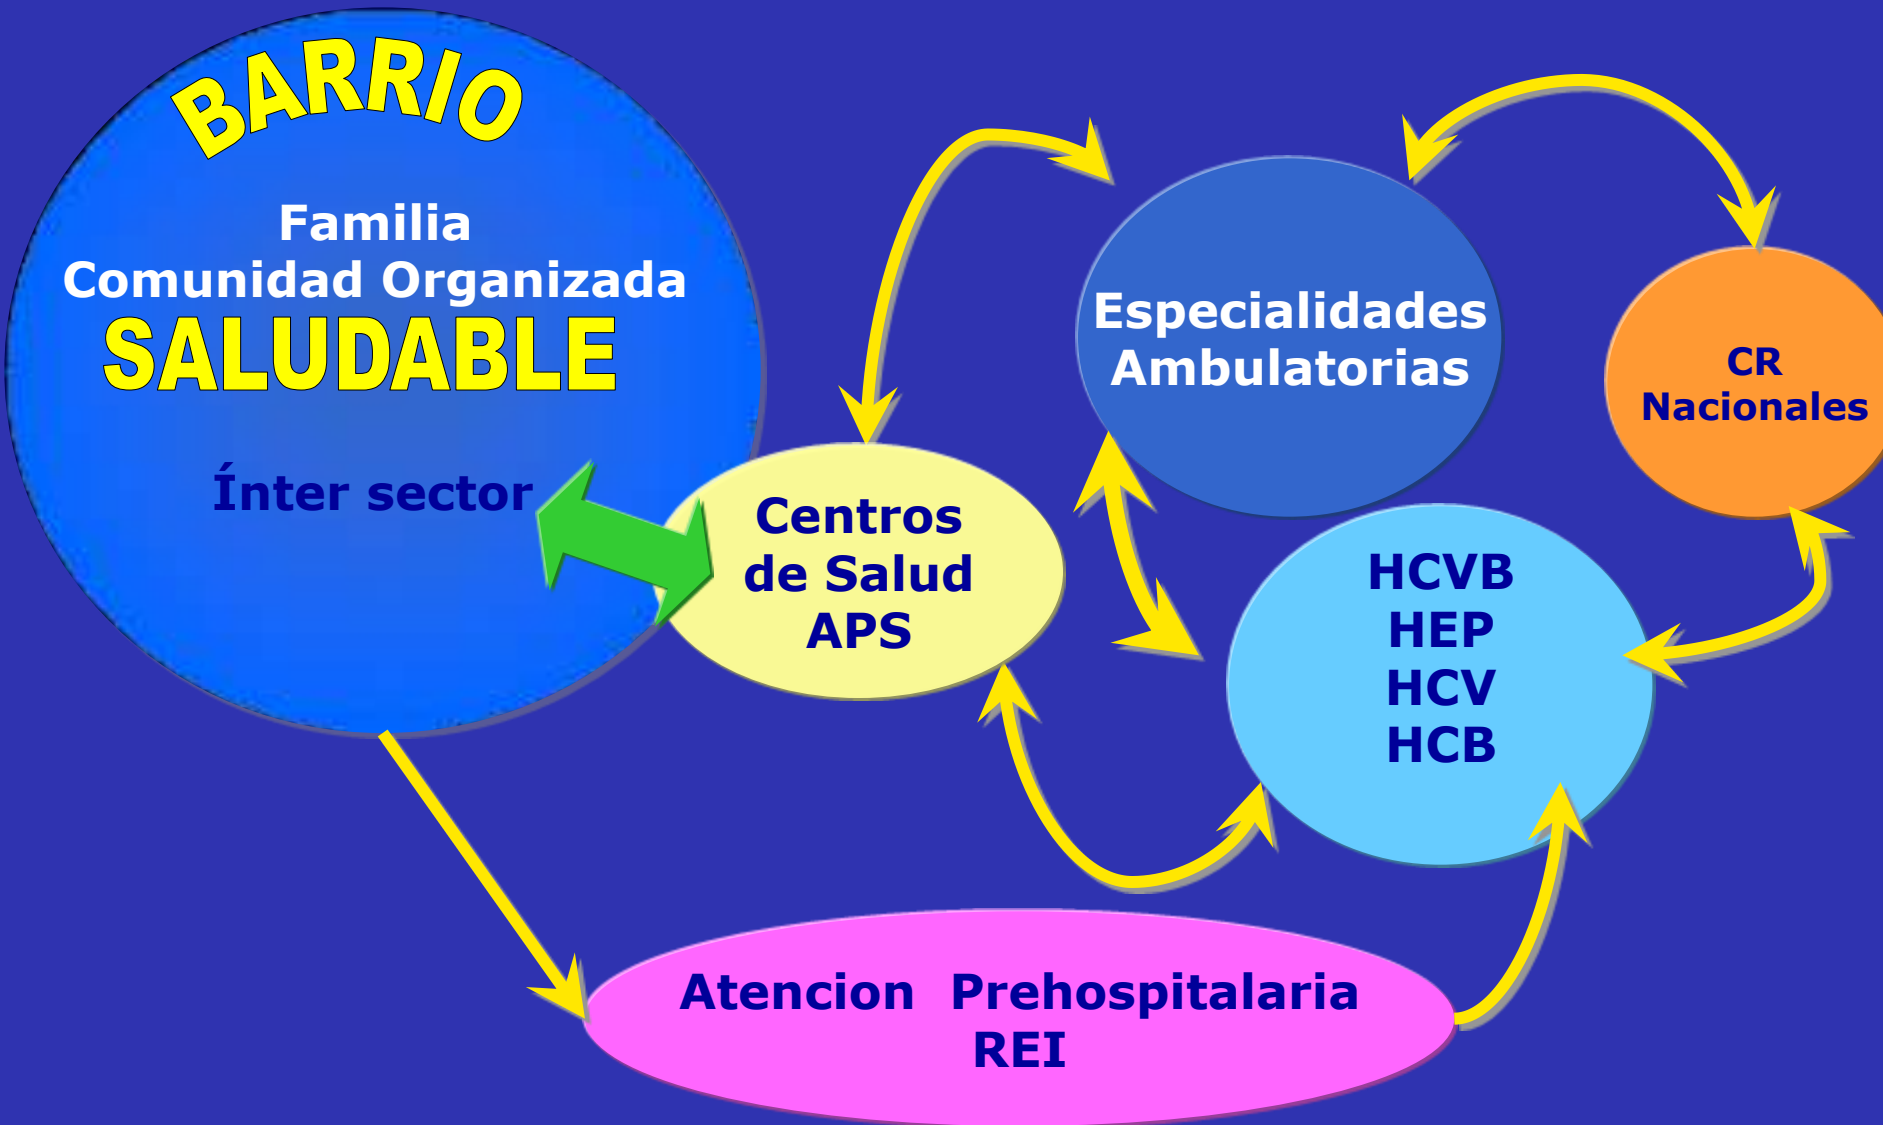 BARRIO
Familia
Comunidad Organizada
SALUDABLE
Ínter sector
Centros
de Salud
APS
Especialidades
Ambulatorias
CR
Nacionales
HCVB
HEP
HCV
HCB
Atencion  Prehospitalaria
REI